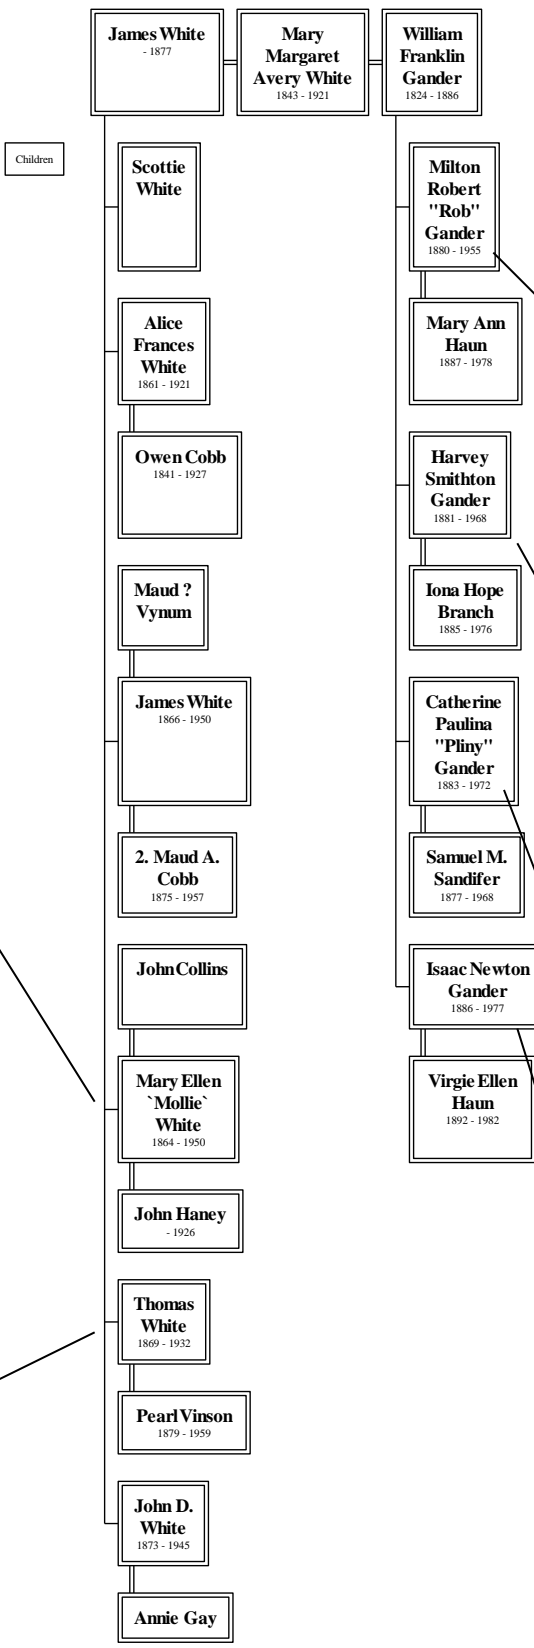 James White
- 1877
Mary
Margaret
Avery White
1843 - 1921
William
Franklin
Gander
1824 - 1886
Children
Scottie
White
Alice
Frances
White
1861 - 1921
Owen Cobb
1841 - 1927
Maud ?
Vynum
James White
1866 - 1950
2. Maud A.
Cobb
1875 - 1957
John Collins
Mary Ellen
`Mollie`
White
1864 - 1950
John Haney
- 1926
Thomas
White
1869 - 1932
Pearl Vinson
1879 - 1959
John D.
White
1873 - 1945
Annie Gay
Milton
Robert
"Rob"
Gander
1880 - 1955
Mary Ann
Haun
1887 - 1978
Harvey
Smithton
Gander
1881 - 1968
Iona Hope
Branch
1885 - 1976
Catherine
Paulina
"Pliny"
Gander
1883 - 1972
Samuel M.
Sandifer
1877 - 1968
Isaac Newton
Gander
1886 - 1977
Virgie Ellen
Haun
1892 - 1982